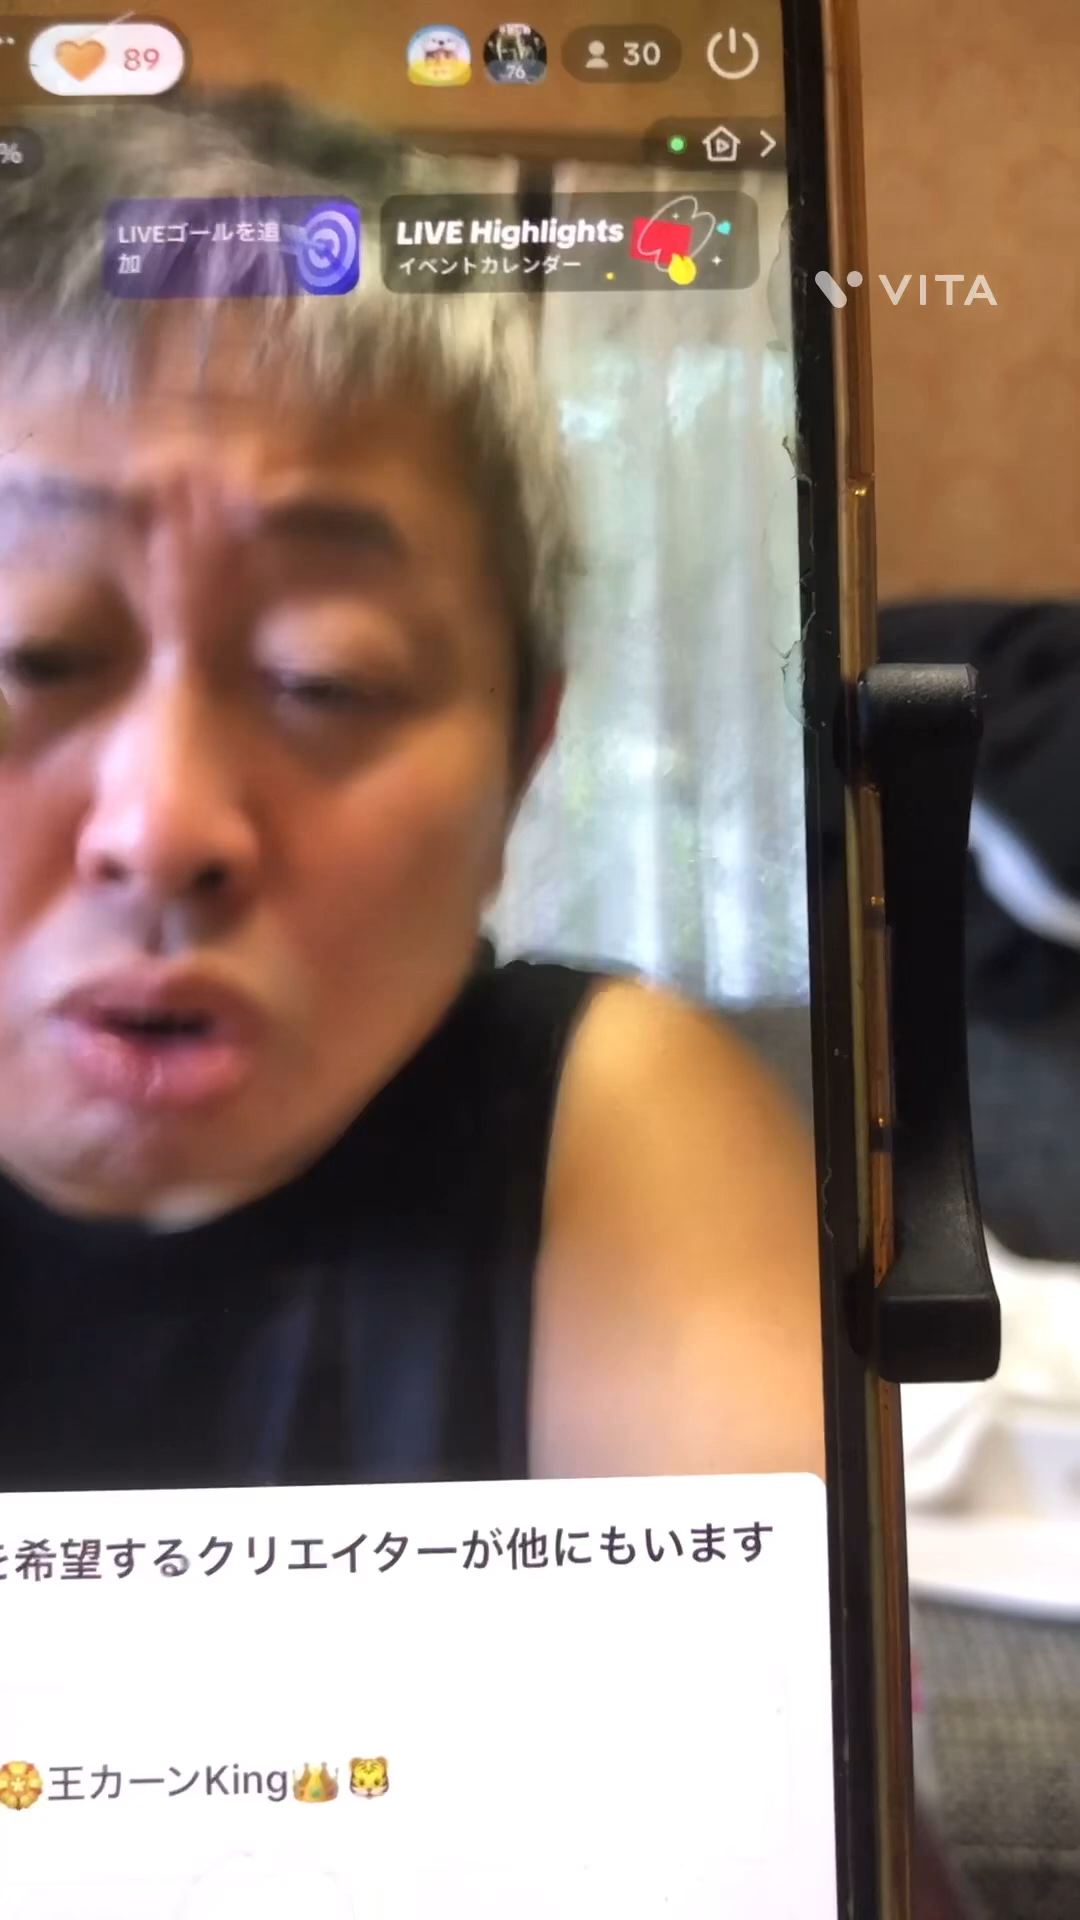 89
76
30
%
LIVEゴールを追
加
LIVE Highlights
イベントカレンダー
VITA
を希望するクリエイターが他にもいます
王カーンKing